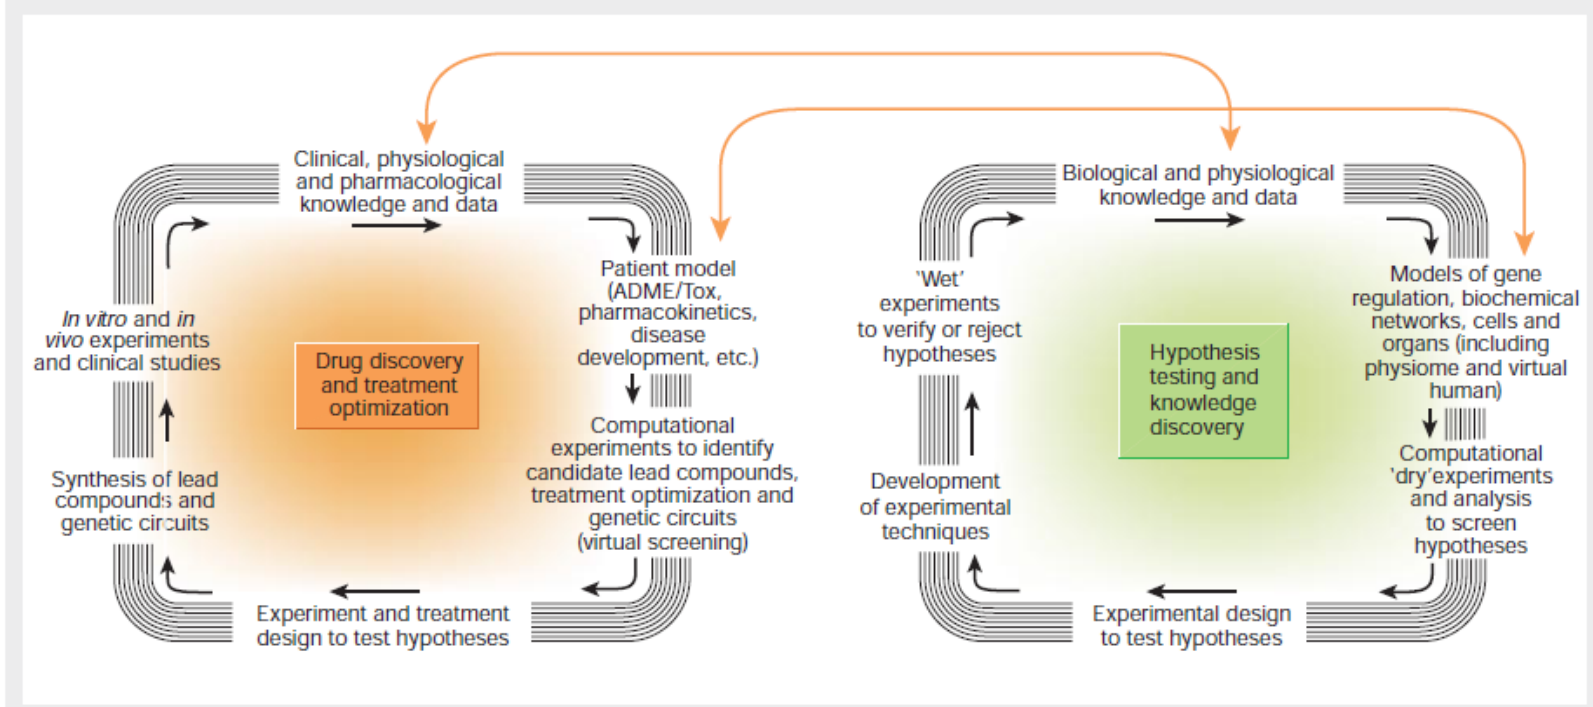 Clinical, physiological
and pharmacological
knowledge and data
Patient model
(ADME/Tox,
pharmacokinetics,
disease
development, etc.)
Computational
experiments to identify
candidate lead compounds,
treatment optimization and
genetic circuits
(virtual screening)
Experiment and treatment
design to test hypotheses
Synthesis of lead
compounds and
genetic circuits
In vitro and in
vivo experiments
and clinical studies
Drug discovery
and treatment
optimization
Biological and physiological
knowledge and data
Models of gene
regulation, biochemical
networks, cells and
organs (including
physiome and virtual
human)
Computational
‘dry’experiments
and analysis
to screen
hypotheses
Experimental design
to test hypotheses
Development
of experimental
techniques
‘Wet’
experiments
to verify or reject
hypotheses
Hypothesis
testing and
knowledge
discovery